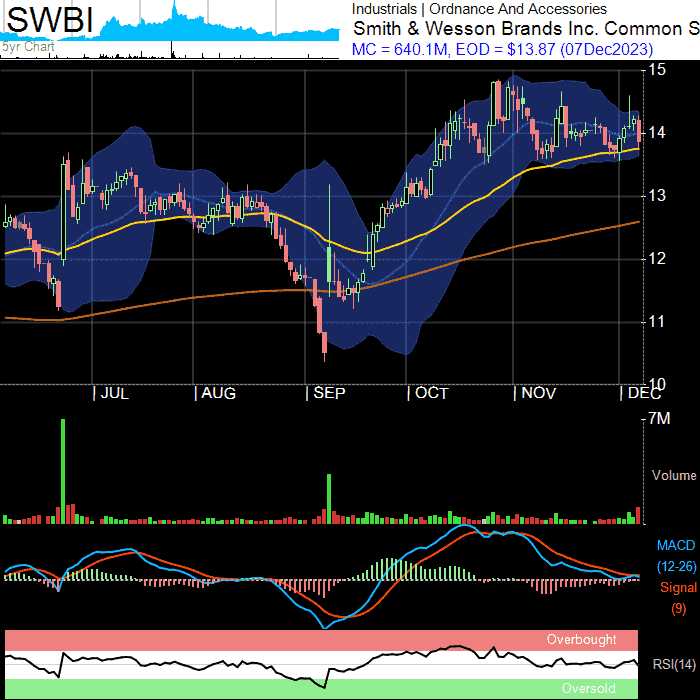 SWBI
5yr Chart
Industrials | Ordnance And Accessories
Smith & Wesson Brands Inc. Common S
MC = 640.1M, EOD = $13.87 (07Dec2023)
15
14
13
12
11
10
| JUL
| AUG
| SEP
| OCT
| NOV
| DEC
7M
Volume
MACD
(12-26)
Signal
(9)
Overbought
RSI(14)
Oversold